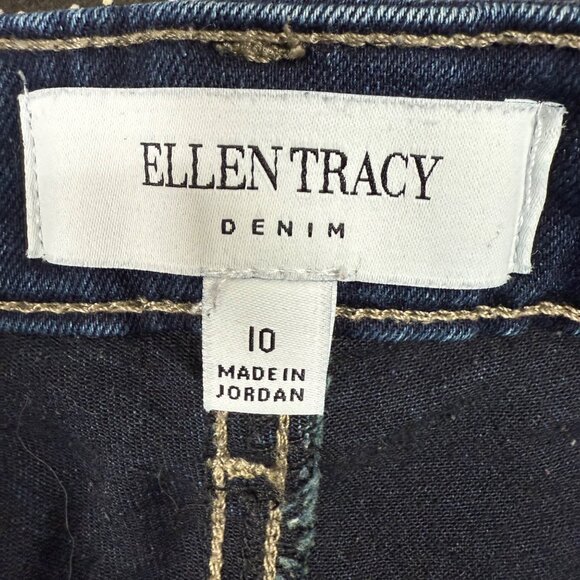 ELLEN TRACY
DENIM
10
MADE IN
JORDAN